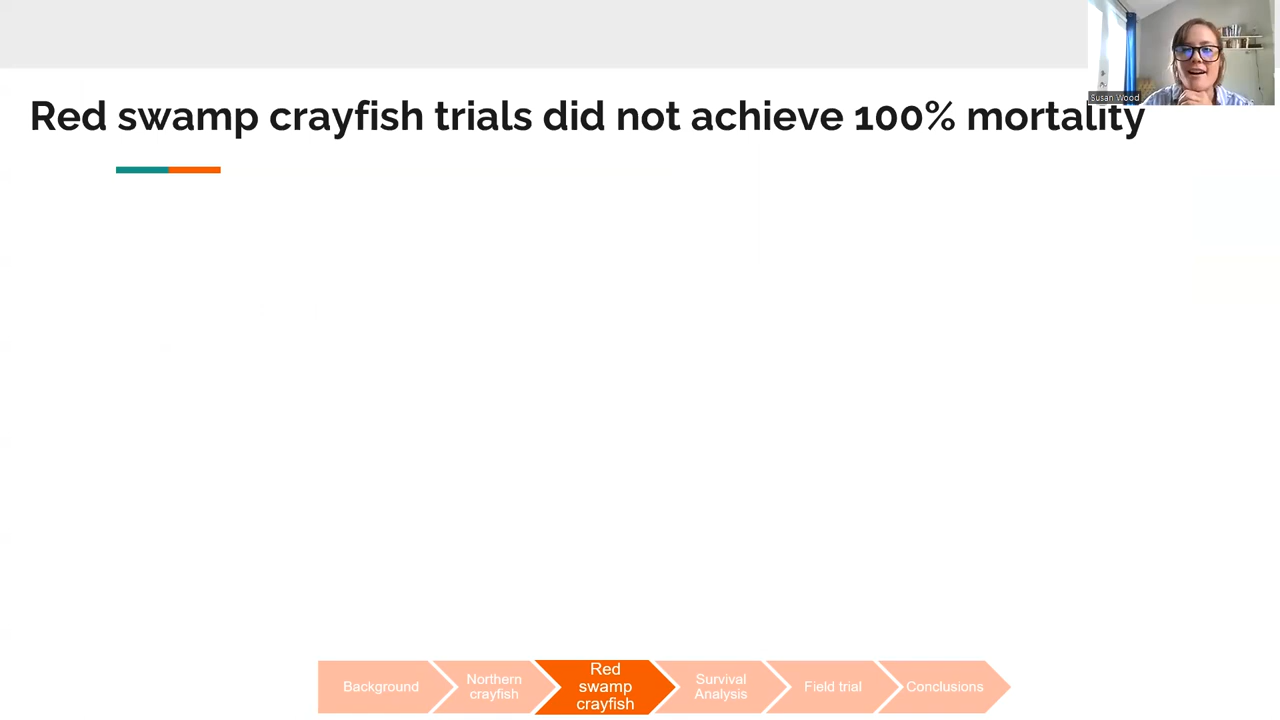 Susan Wood
Red swamp crayfish trials did not achieve 100% mortality
Background
Northern
crayfish
Red
swamp
crayfish
Survival
Analysis
Field trial
Conclusions